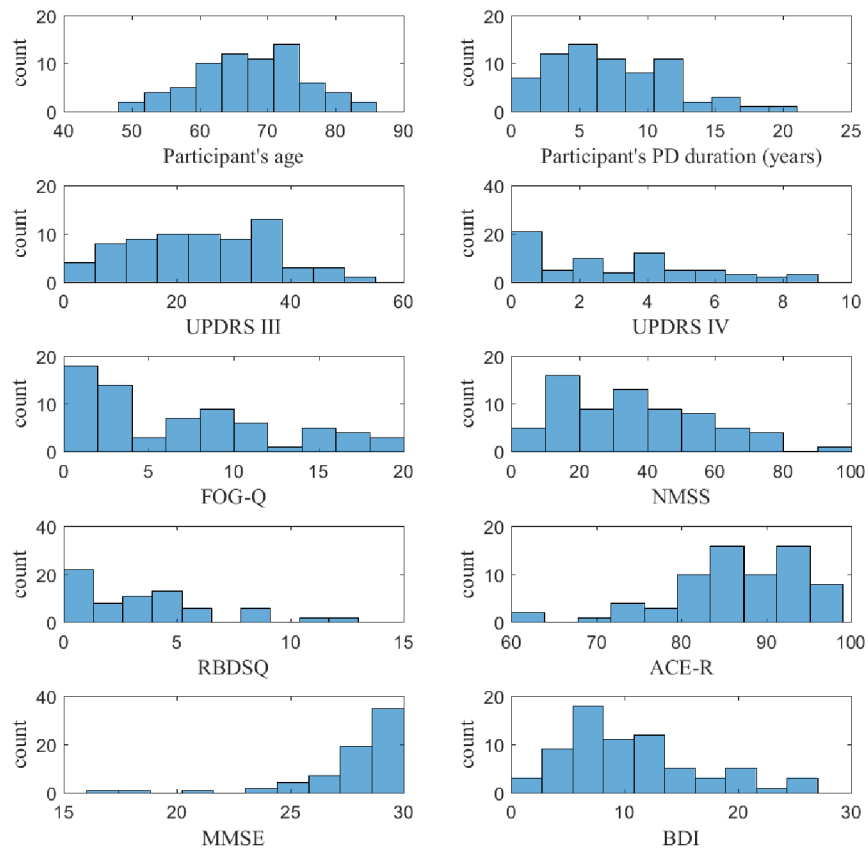 count
20
10
0
40 50 60 70 80 90
Participant's age
count
20
10
0
0 5 10 15 20 25
Participant's PD duration (years)
count
20
10
0
0 20 40 60
UPDRS III
count
40
20
0
0 2 4 6 8 10
UPDRS IV
count
20
10
0
0 5 10 15 20
FOG-Q
count
20
10
0
0 20 40 60 80 100
NMSS
count
40
20
0
0 5 10 15
RBDSQ
count
20
10
0
60 70 80 90 100
ACE-R
count
40
20
0
15 20 25 30
MMSE
count
20
10
0
0 10 20 30
BDI